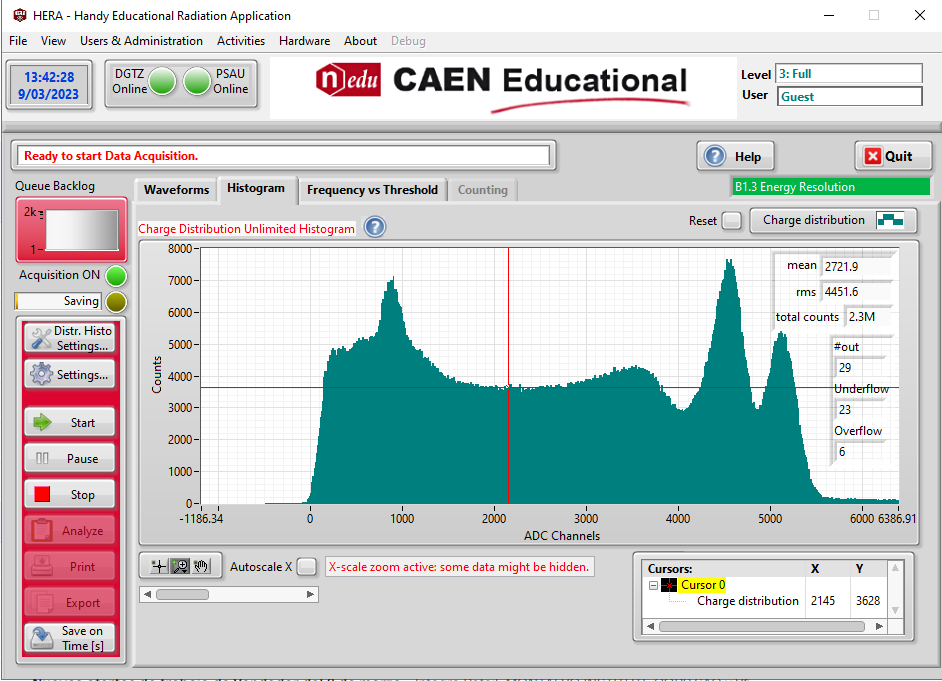 HERA - Handy Educational Radiation Application
File View Users & Administration Activities Hardware About Debug
13:42:28
9/03/2023
DGTZ
Online
PSAU
Online
n edu CAEN Educational
Level 3: Full
User Guest
Ready to start Data Acquisition.
Help
Quit
Queue Backlog
2k
1
Acquisition ON
Saving
Distr. Histo
Settings...
Settings...
Start
Pause
Stop
Analyze
Print
Export
Save on
Time [s]
Waveforms Histogram Frequency vs Threshold Counting
B1.3 Energy Resolution
Charge Distribution Unlimited Histogram
Reset
Charge distribution
8000
7000
6000
5000
4000
3000
2000
1000
0
Counts
-1186.34 0 1000 2000 3000 4000 5000 6000 6386.91
ADC Channels
mean 2721.9
rms 4451.6
total counts 2.3M
#out
29
Underflow
23
Overflow
6
Autoscale X
X-scale zoom active: some data might be hidden.
Cursors: X Y
Cursor 0
Charge distribution 2145 3628